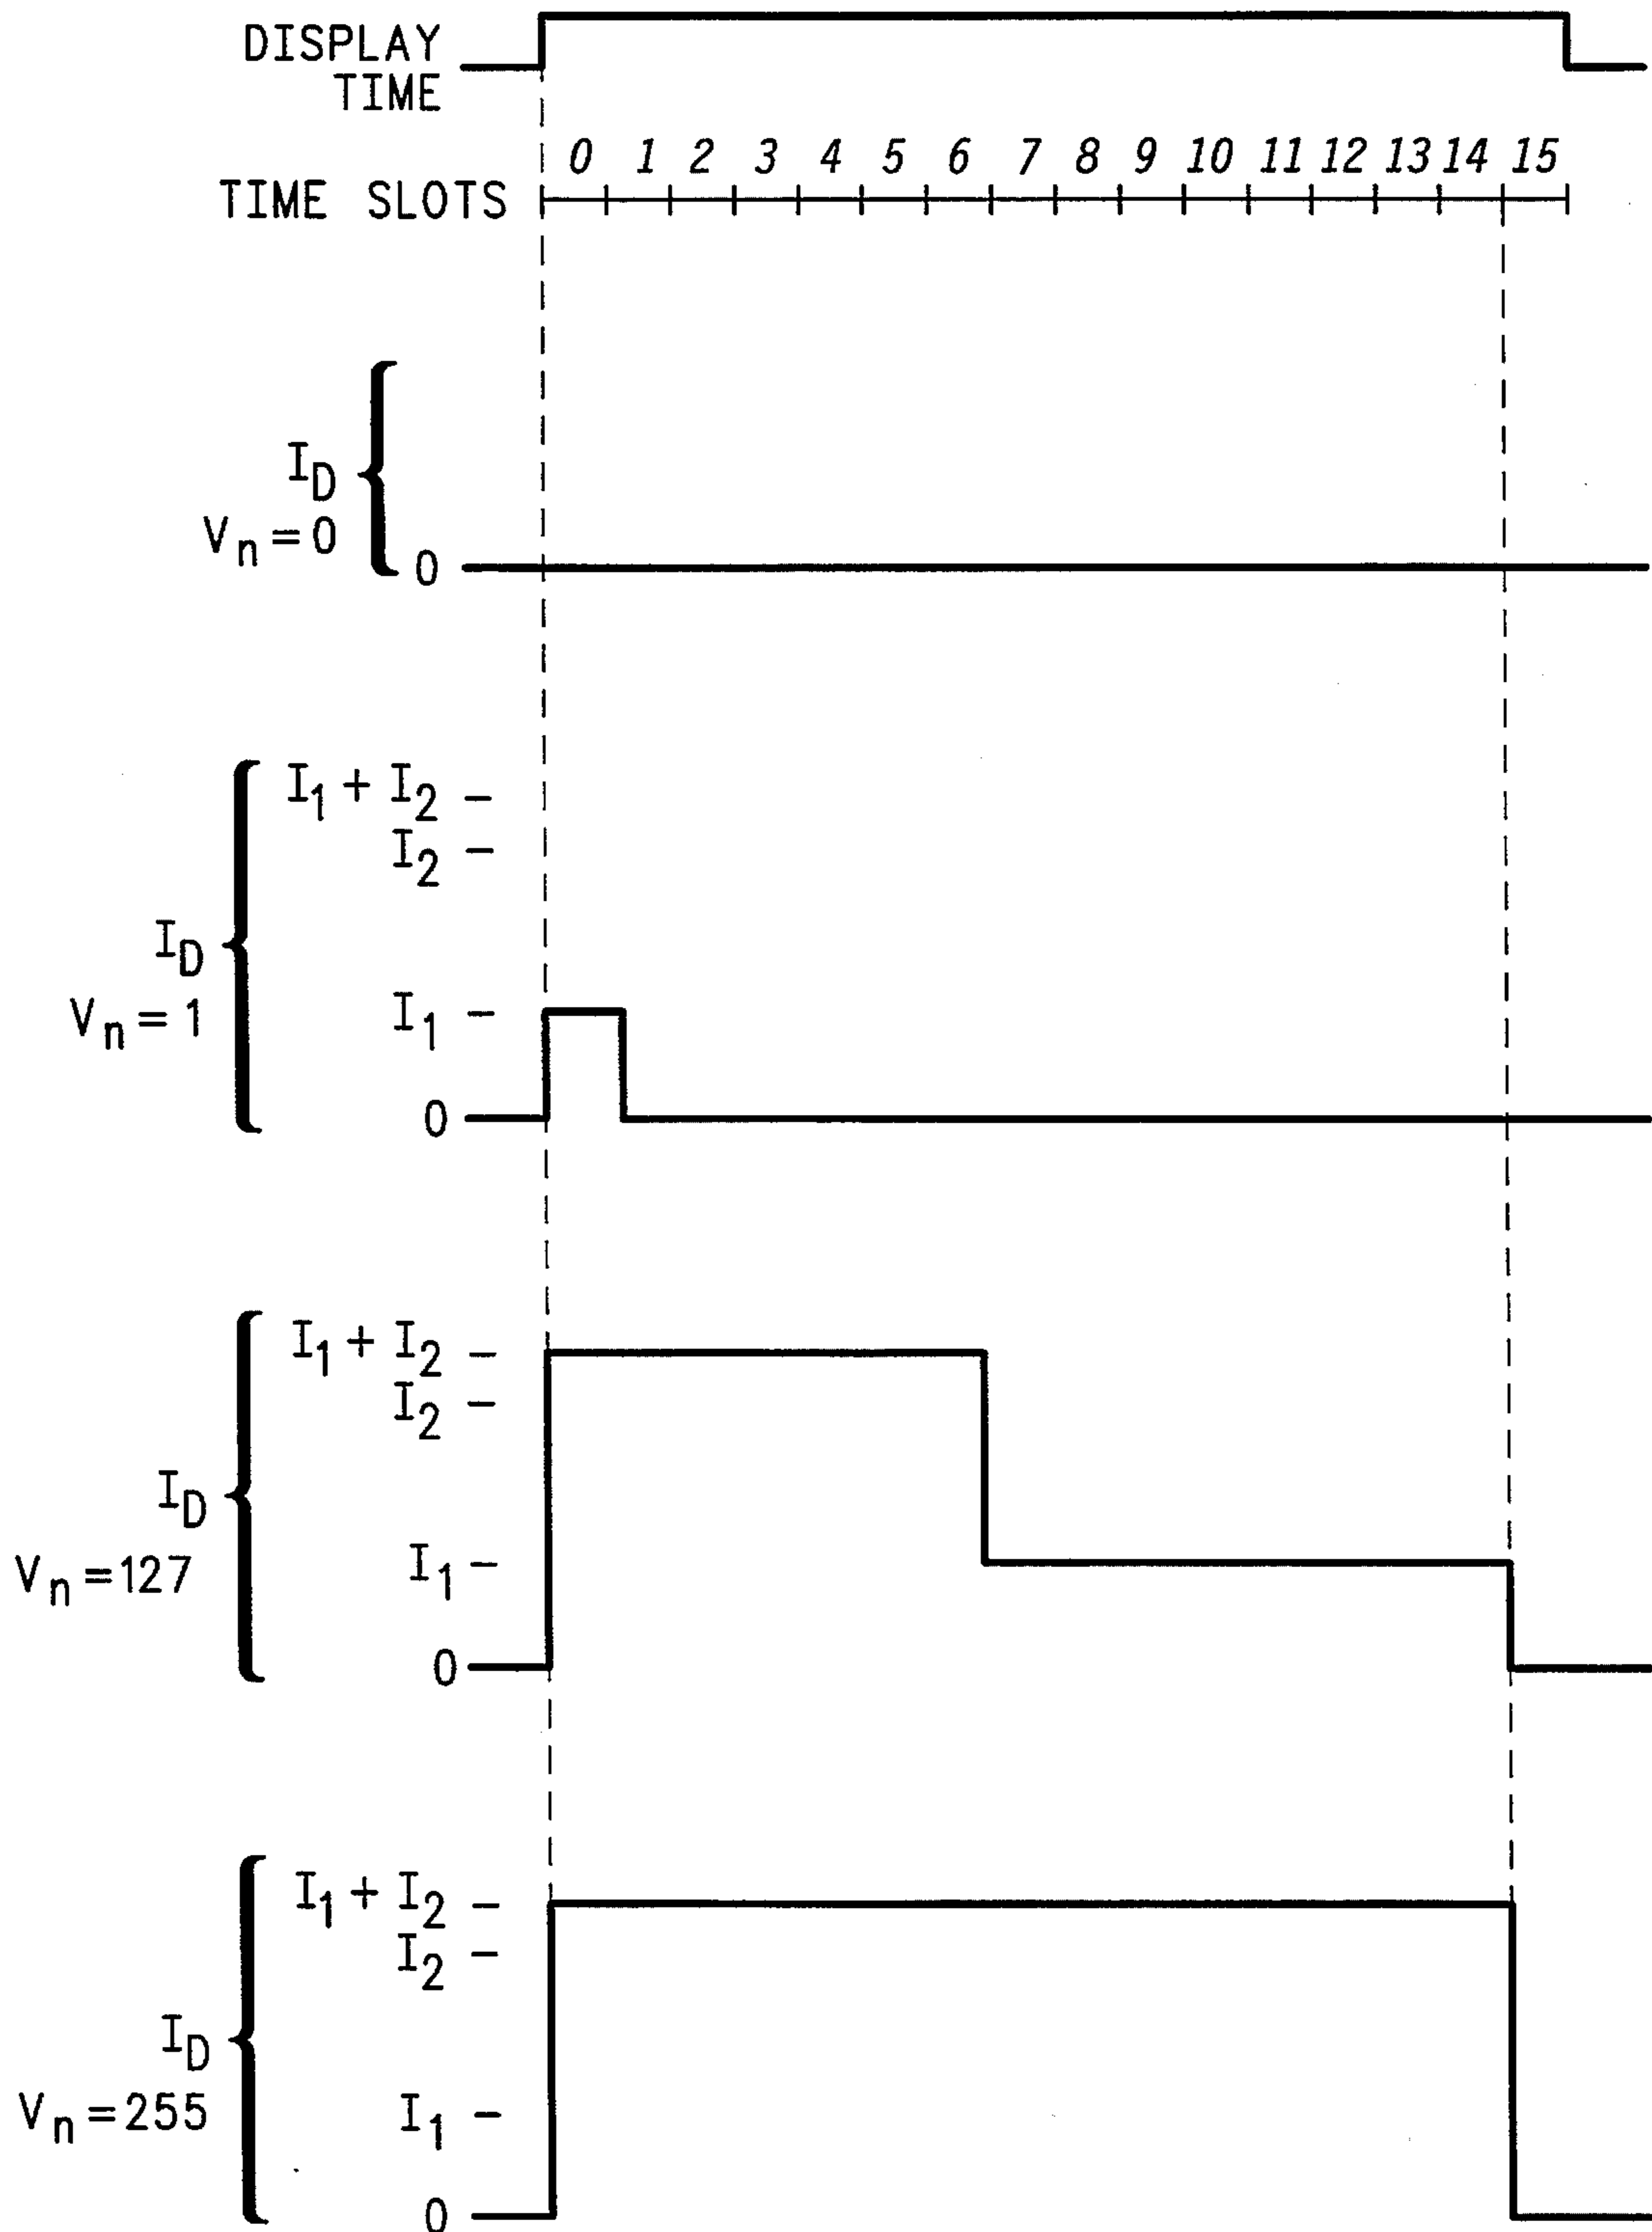 DISPLAY
TIME
0 1 2 3 4 5 6 7 8 9 10 11 12 13 14 15
TIME SLOTS
I_D
V_n=0
0
I_1 + I_2
I_2
I_D
V_n=1
I_1
0
I_1 + I_2
I_2
I_D
V_n=127
I_1
0
I_1 + I_2
I_2
I_D
V_n=255
I_1
0